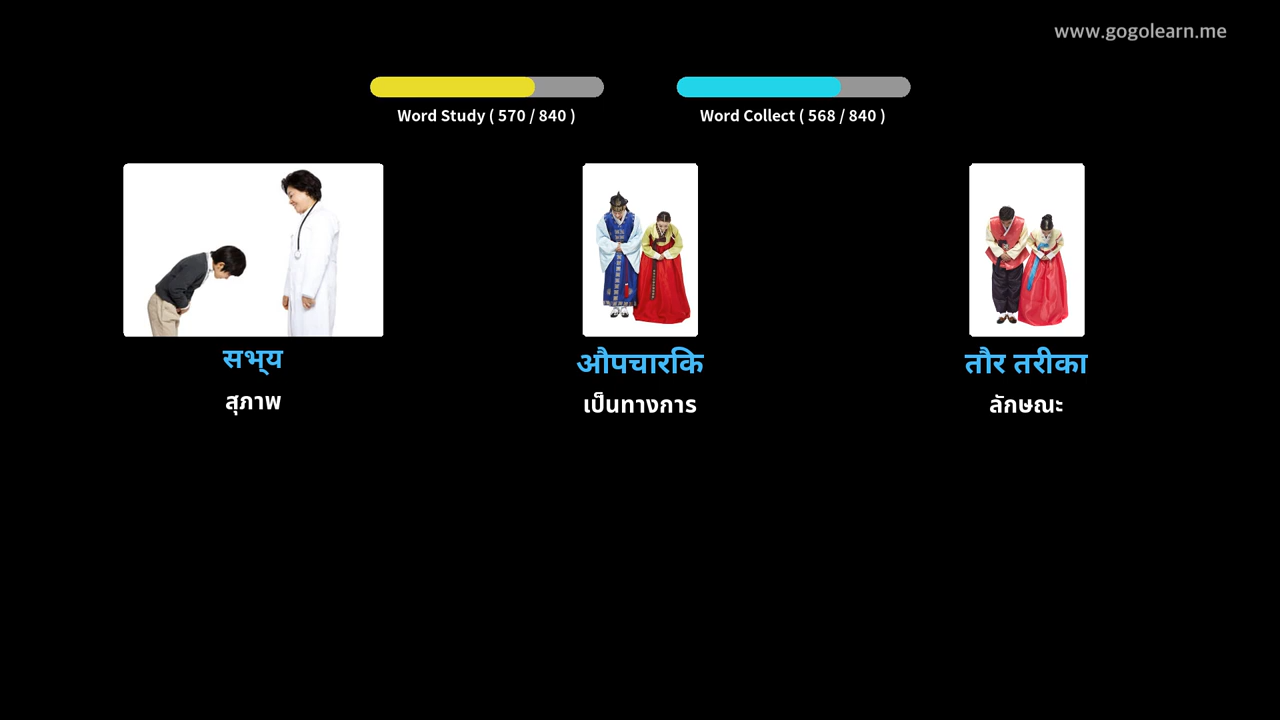 www.gogolearn.me
Word Study ( 570 / 840 )
Word Collect ( 568 / 840 )
सभ्य
औपचारिक
तौर तरीका
สุภาพ
เป็นทางการ
ลักษณะ